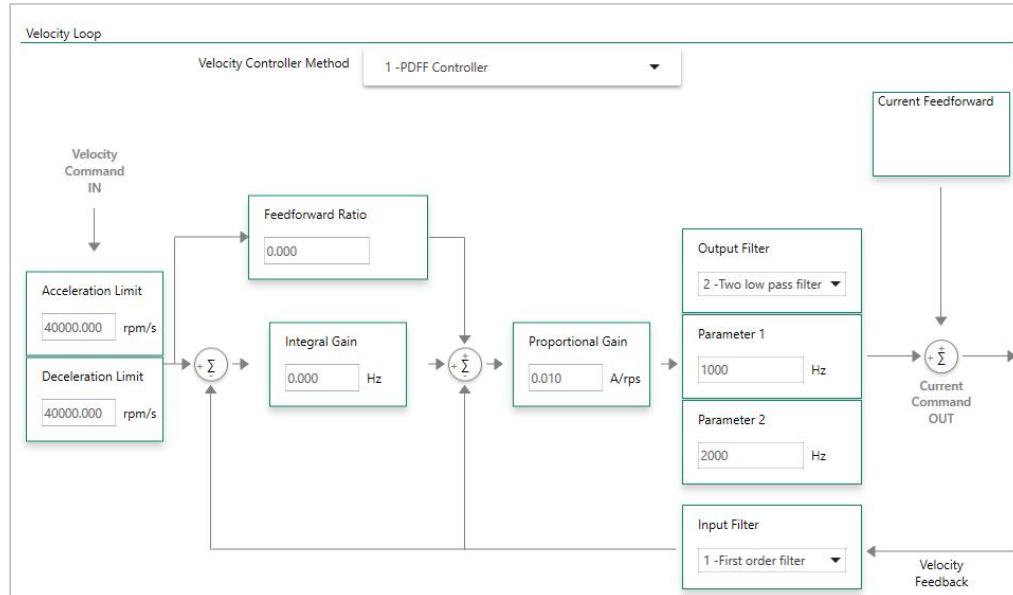 Velocity Loop
Velocity Controller Method
1 -PDFF Controller
Current Feedforward
Velocity
Command
IN
Feedforward Ratio
0.000
Output Filter
2 -Two low pass filter
Acceleration Limit
40000.000 rpm/s
Integral Gain
0.000 Hz
Proportional Gain
0.010 A/rps
Parameter 1
1000 Hz
Deceleration Limit
40000.000 rpm/s
+ Σ -
+ + Σ -
+ + Σ
Current
Command
OUT
Parameter 2
2000 Hz
Input Filter
1 -First order filter
Velocity
Feedback